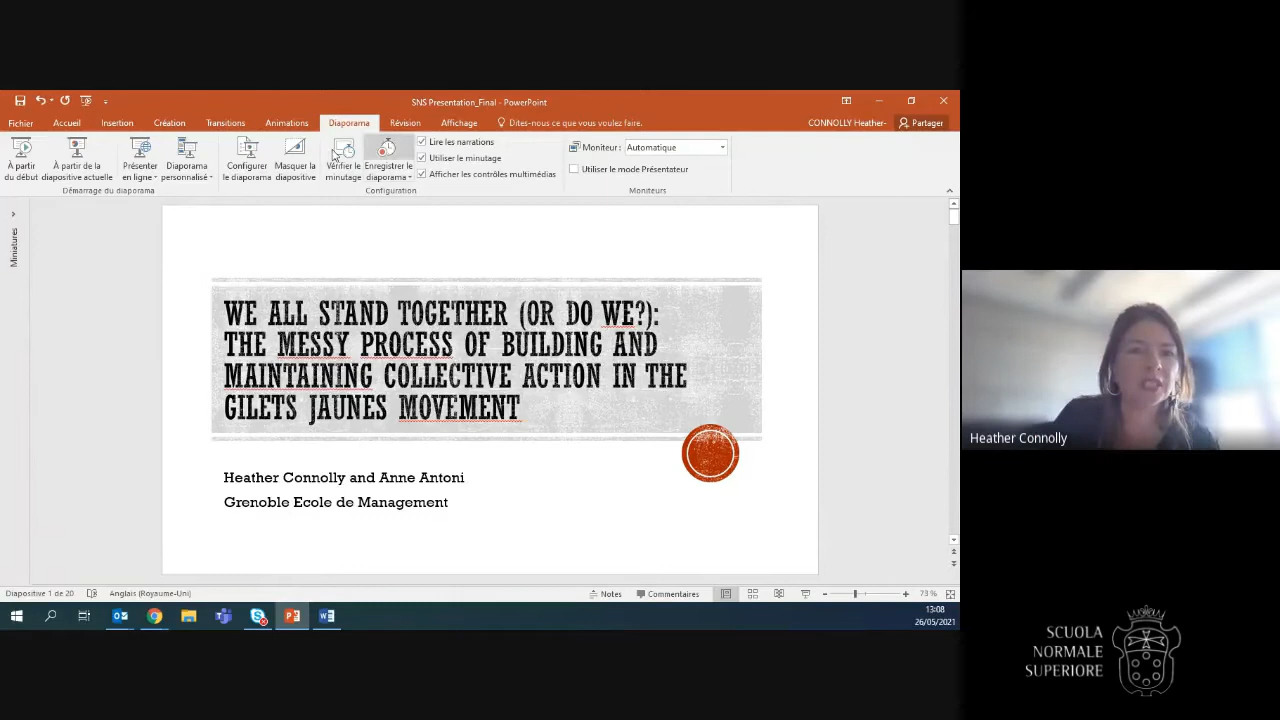 SNS Presentation_Final - PowerPoint
Fichier
Accueil
Insertion
Création
Transitions
Animations
Diaporama
Révision
Affichage
Dites-nous ce que vous voulez faire.
CONNOLLY Heather-
Partager
À partir
du début
À partir de la
diapositive actuelle
Présenter
en ligne
Diaporama
personnalisé
Configurer
le diaporama
Masquer la
diapositive
Vérifier le
minutage
Enregistrer le
diaporama
Lire les narrations
Utiliser le minutage
Afficher les contrôles multimédias
Moniteur :
Automatique
Utiliser le mode Présentateur
Démarrage du diaporama
Configuration
Moniteurs
Miniatures
WE ALL STAND TOGETHER (OR DO WE?):
THE MESSY PROCESS OF BUILDING AND
MAINTAINING COLLECTIVE ACTION IN THE
GILETS JAUNES MOVEMENT
Heather Connolly and Anne Antoni
Grenoble Ecole de Management
Diapositive 1 de 20
Anglais (Royaume-Uni)
Notes
Commentaires
73 %
13:08
26/05/2021
Heather Connolly
SCUOLA
NORMALE
SUPERIORE